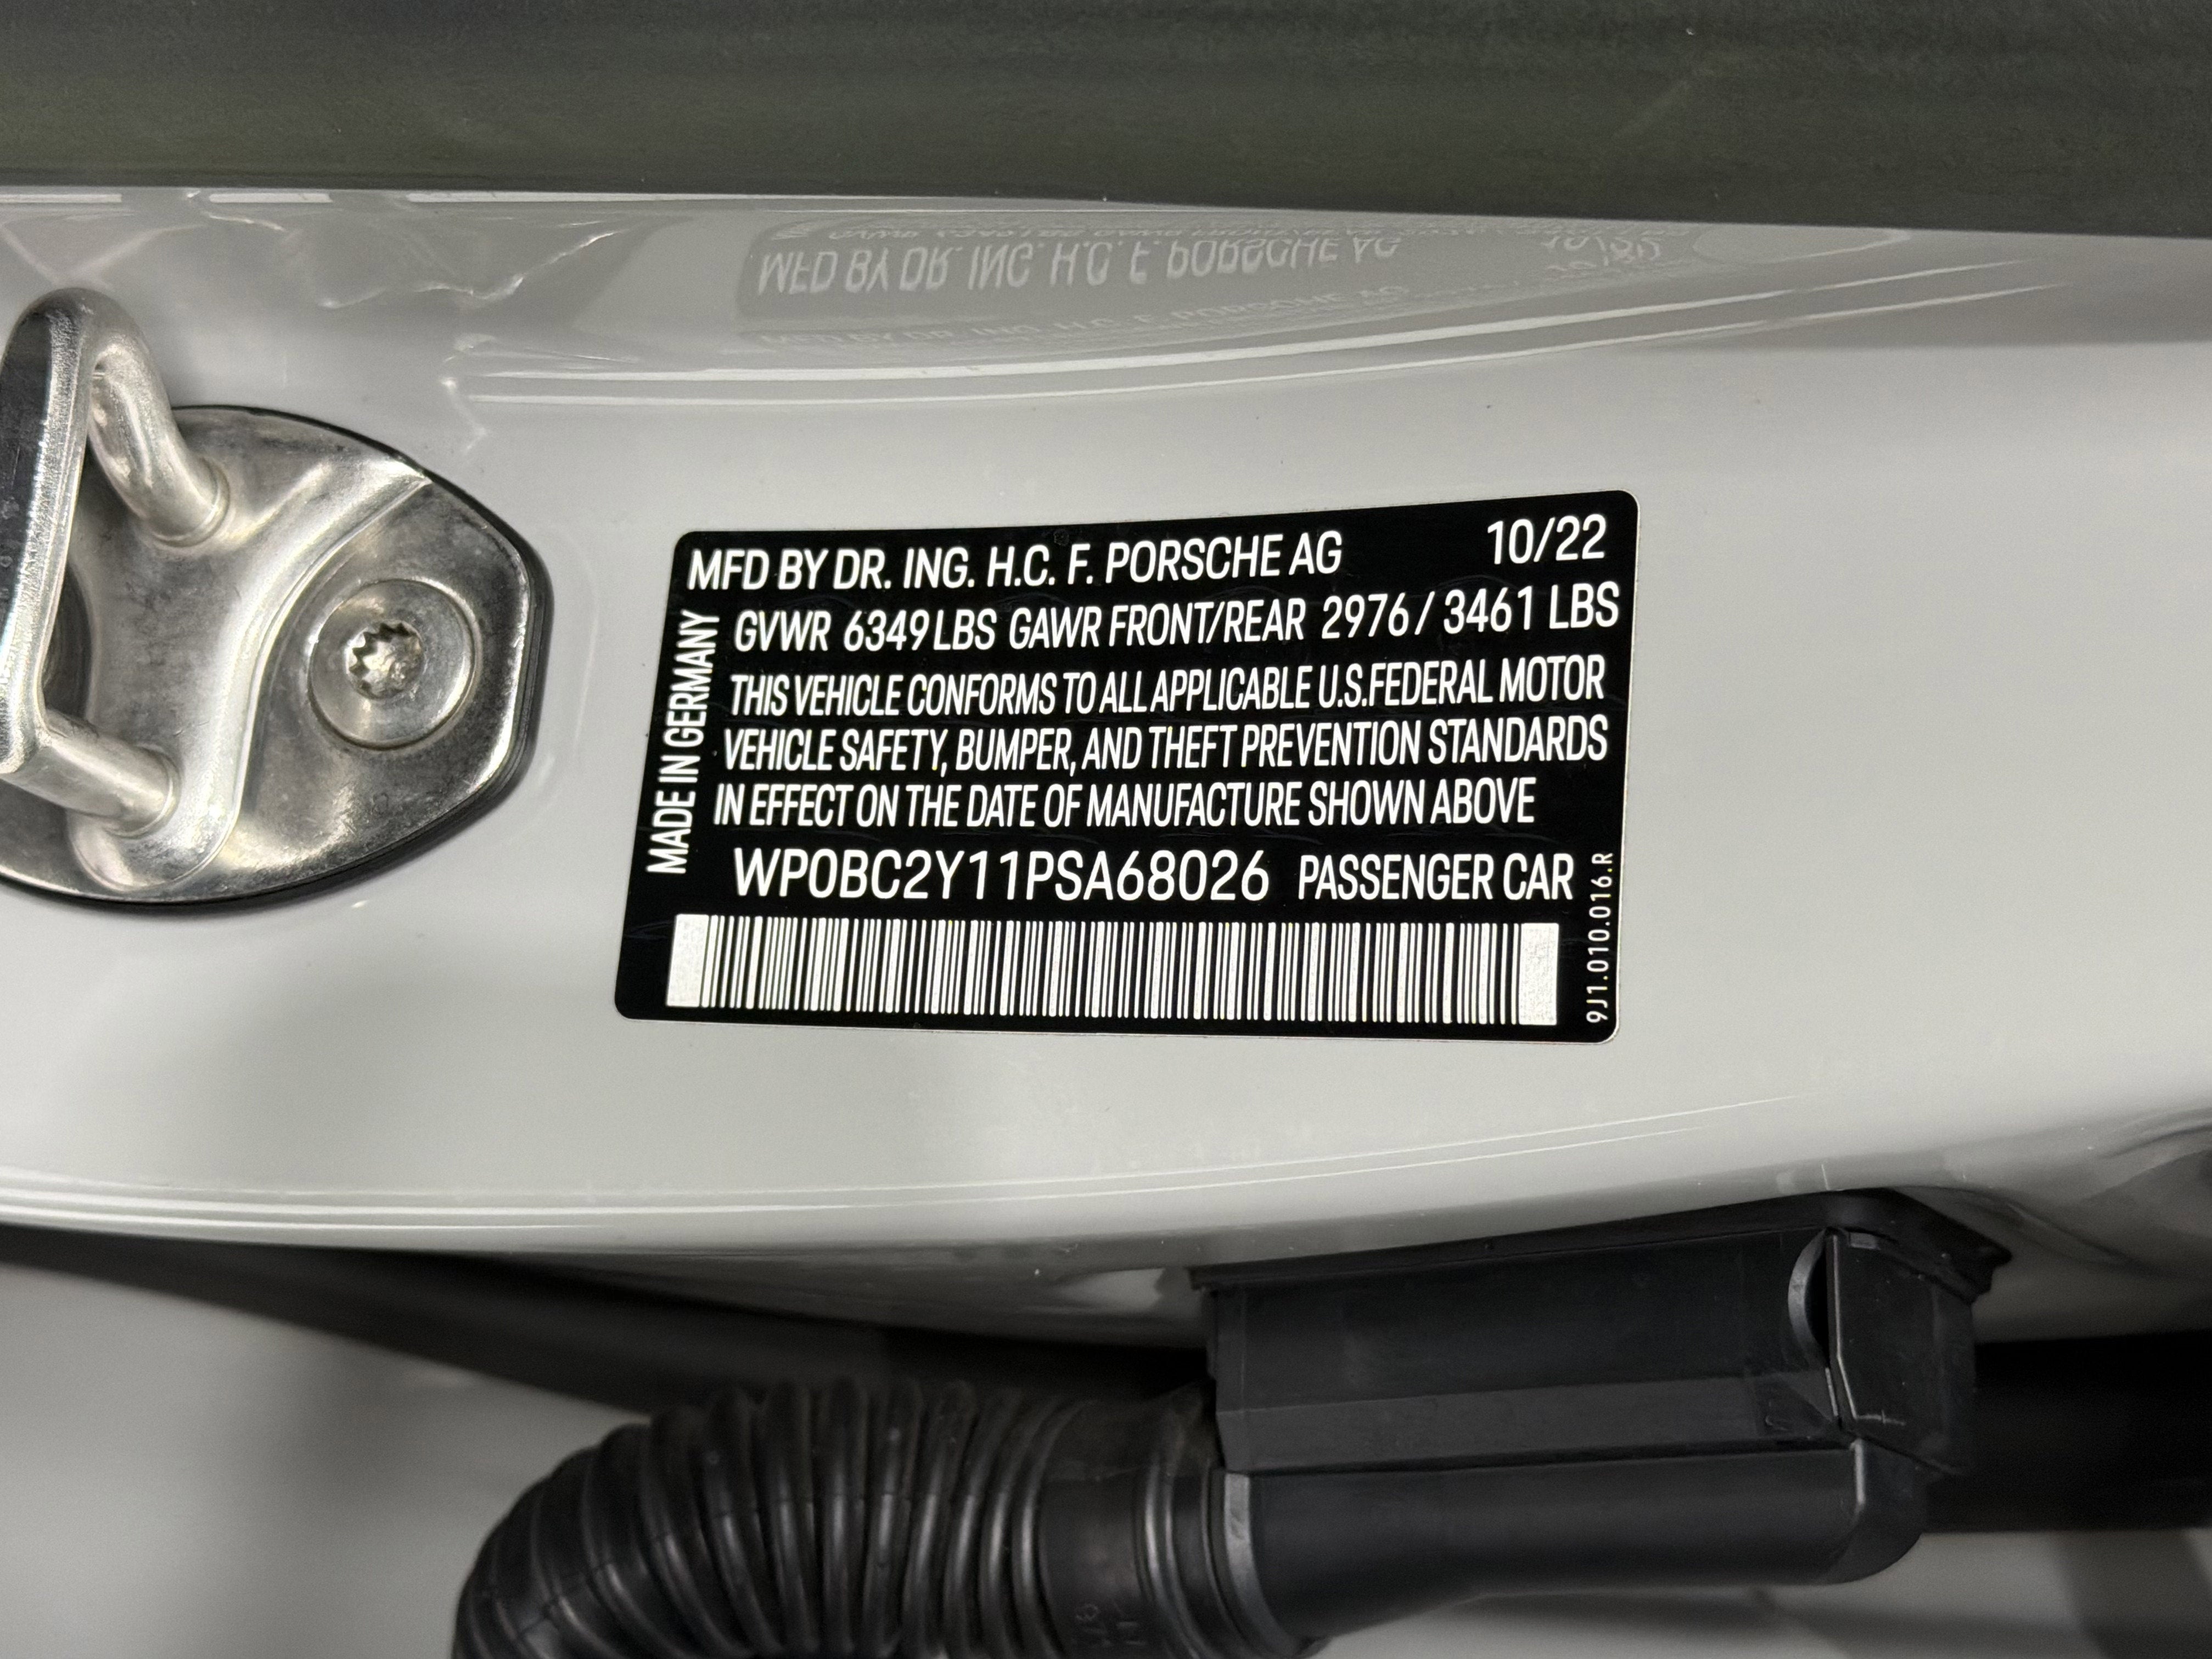 MFD BY DR. ING. H.C. F. PORSCHE AG 10/22
GVWR 6349 LBS GAWR FRONT/REAR 2976 / 3461 LBS
THIS VEHICLE CONFORMS TO ALL APPLICABLE U.S.FEDERAL MOTOR
VEHICLE SAFETY, BUMPER, AND THEFT PREVENTION STANDARDS
IN EFFECT ON THE DATE OF MANUFACTURE SHOWN ABOVE
MADE IN GERMANY
WP0BC2Y11PSA68026 PASSENGER CAR
9J1.010.016.R